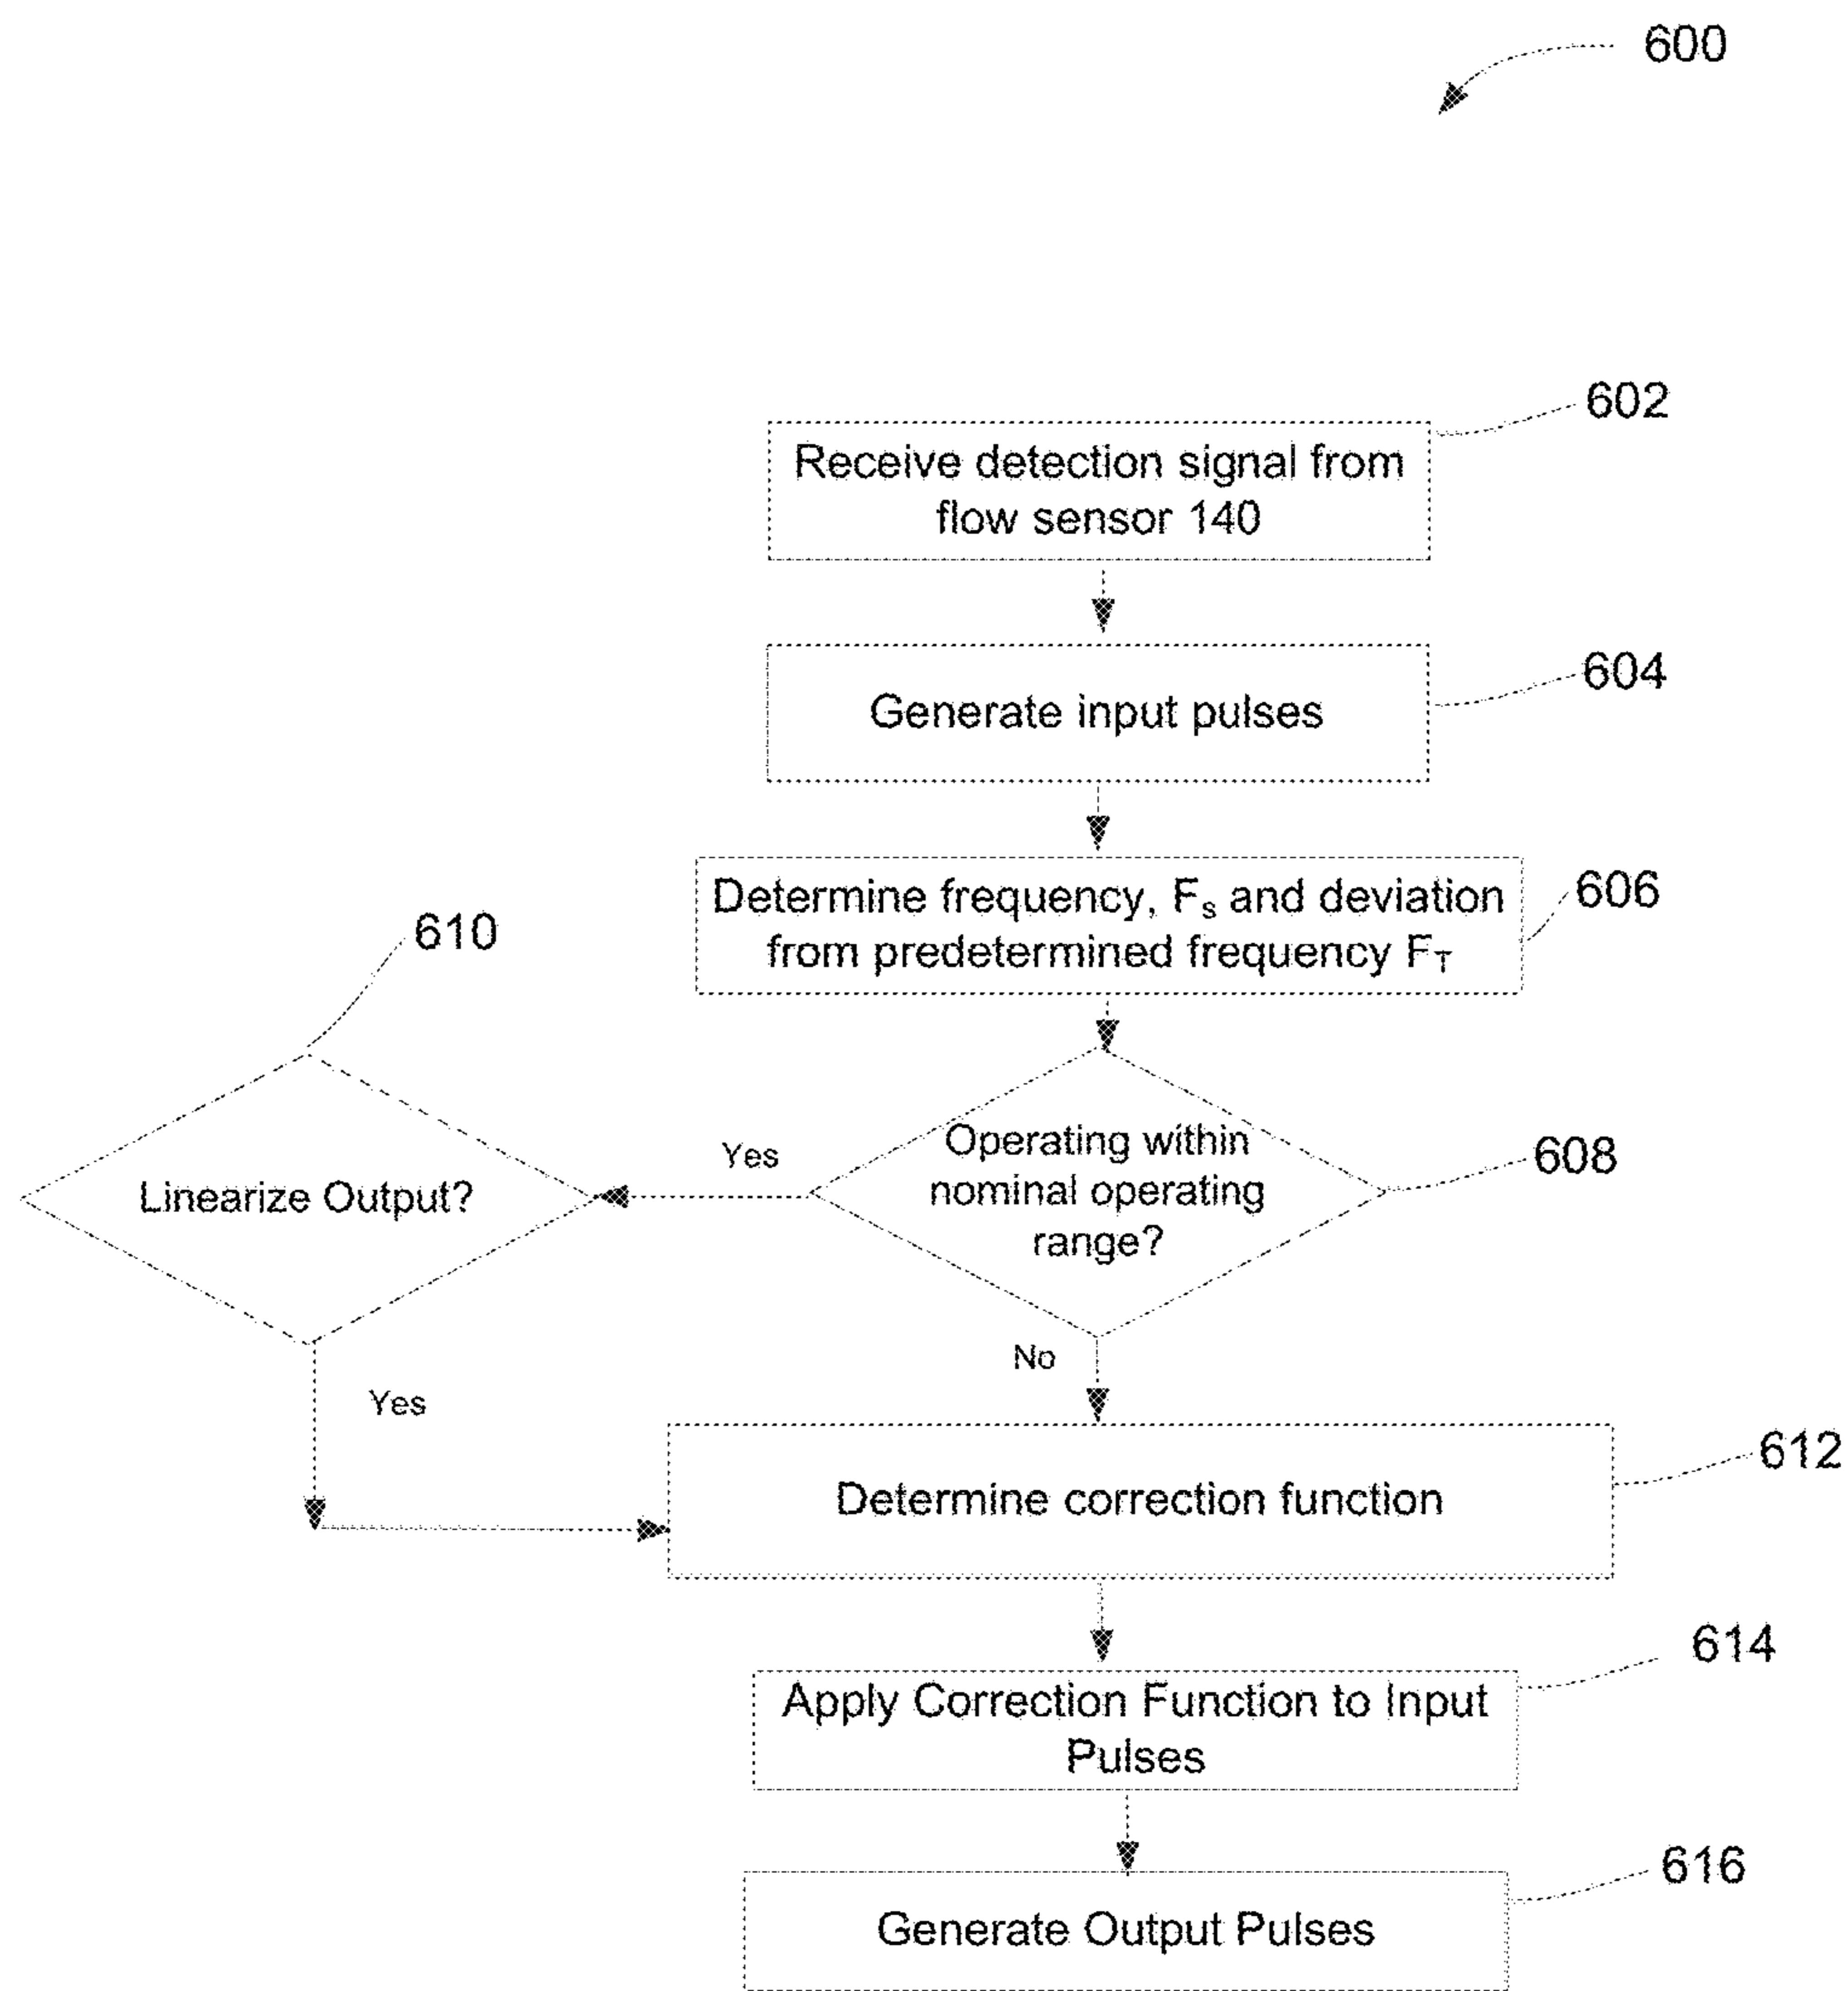 600
602
Receive detection signal from
flow sensor 140
604
Generate input pulses
606
Determine frequency, Fs and deviation
from predetermined frequency FT
610
608
Operating within
nominal operating
range?
Yes
Linearize Output?
No
Yes
612
Determine correction function
614
Apply Correction Function to Input
Pulses
616
Generate Output Pulses